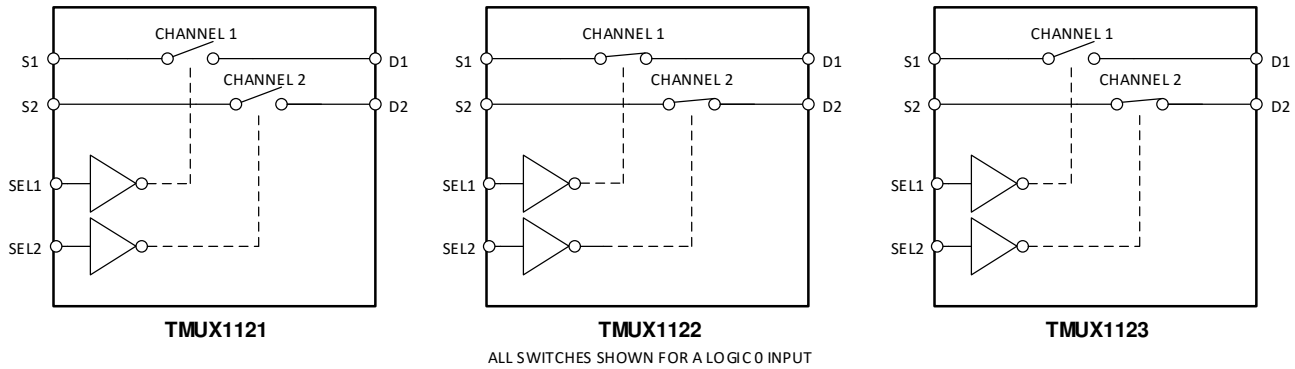 CHANNEL 1
S1
D1
CHANNEL 2
S2
D2
SEL1
SEL2
TMUX1121
CHANNEL 1
S1
D1
CHANNEL 2
S2
D2
SEL1
SEL2
TMUX1122
ALL SWITCHES SHOWN FOR A LOGIC 0 INPUT
CHANNEL 1
S1
D1
CHANNEL 2
S2
D2
SEL1
SEL2
TMUX1123